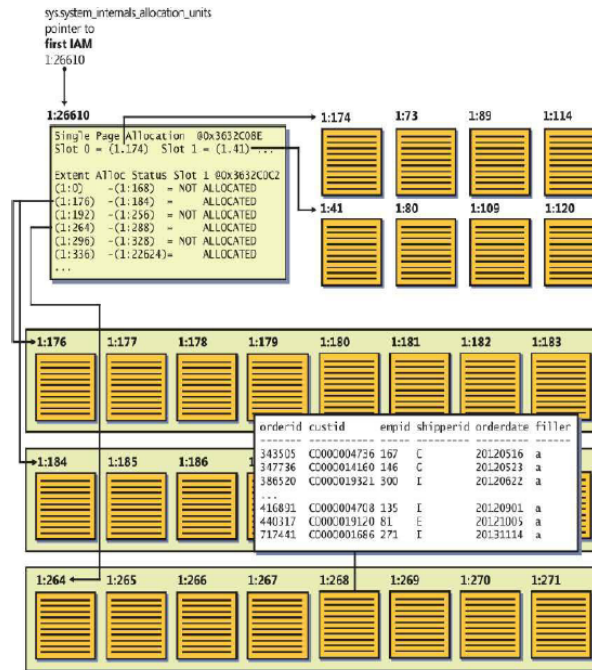 sys.system_internals_allocation_units
pointer to
first IAM
1:26610
1:26610
Single Page Allocation @0x3632C08E
Slot 0 = (1.174) Slot 1 = (1.41) ...
Extent Alloc Status Slot 1 @0x3632C0C2
(1:0) -(1:168) = NOT ALLOCATED
(1:176) -(1:184) = ALLOCATED
(1:192) -(1:256) = NOT ALLOCATED
(1:264) -(1:288) = ALLOCATED
(1:296) -(1:328) = NOT ALLOCATED
(1:336) -(1:22624)= ALLOCATED
...
1:174 1:73 1:89 1:114
1:41 1:80 1:109 1:120
1:176 1:177 1:178 1:179 1:180 1:181 1:182 1:183
orderid custid empid shipperid orderdate filler
------- ---------- ----- --------- --------- ------
343505 C0000004736 167 C 20120516 a
347736 C0000014160 146 G 20120523 a
386520 C0000019321 300 I 20120622 a
...
416891 C0000004708 135 I 20120901 a
440317 C0000019120 81 E 20121005 a
717441 C0000001686 271 I 20131114 a
1:184 1:185 1:186
1:264 1:265 1:266 1:267 1:268 1:269 1:270 1:271